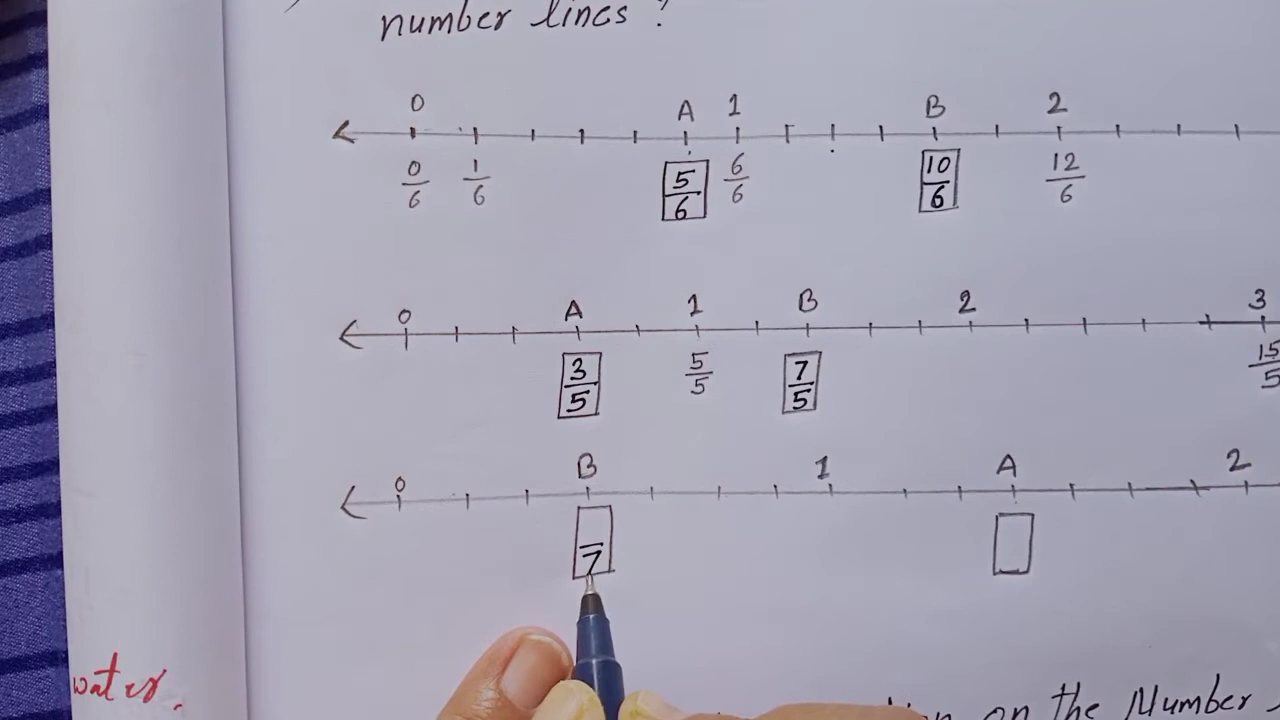 number lines ?
0 A 1 B 2
0/6 1/6 5/6 6/6 10/6 12/6
0 A 1 B 2 3
3/5 5/5 7/5 15/5
0 B 1 A 2
7
water.
on the Number